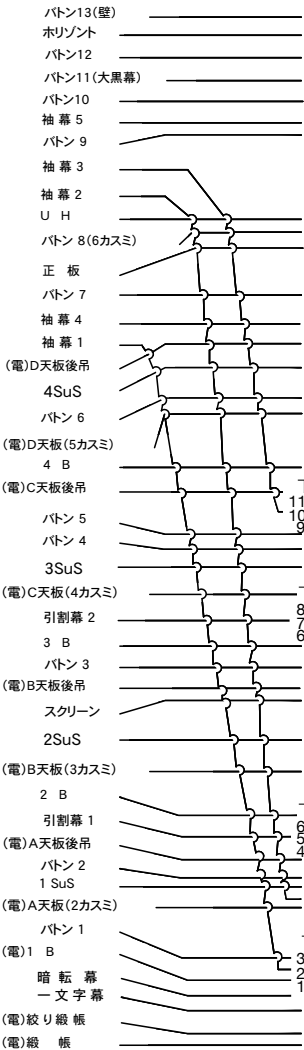 バトン13(壁)
ホリゾント
バトン12
バトン11(大黒幕)
バトン10
袖 幕 5
バトン 9
袖 幕 3
袖 幕 2
U H
バトン 8(6カスミ)
正 板
バトン 7
袖 幕 4
袖 幕 1
(電)D天板後吊
4SuS
バトン 6
(電)D天板(5カスミ)
4 B
(電)C天板後吊
11
10
9
バトン 5
バトン 4
3SuS
(電)C天板(4カスミ)
8
7
6
引割幕 2
3 B
バトン 3
(電)B天板後吊
スクリーン
2SuS
(電)B天板(3カスミ)
2 B
引割幕 1
6
5
4
(電)A天板後吊
バトン 2
1 SuS
(電)A天板(2カスミ)
バトン 1
(電)1 B
3
2
1
暗 転 幕
一 文 字 幕
(電)絞 り 緞 帳
(電)緞 帳